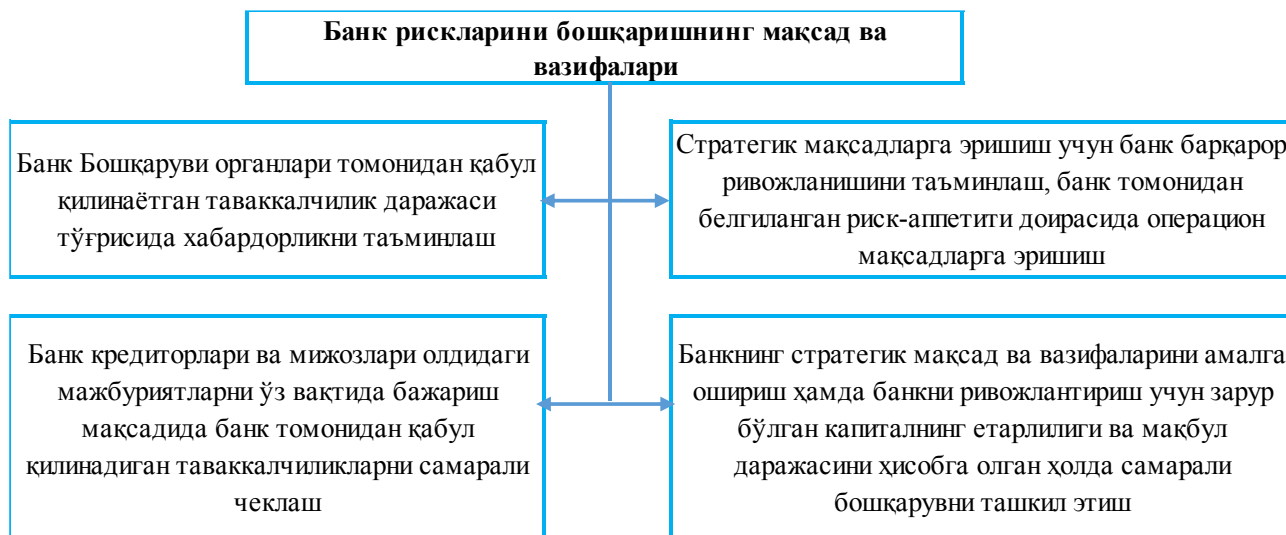 Банк рискларини бошқаришнинг мақсад ва
вазифалари
Банк Бошқаруви органлари томонидан қабул
қилинаётган таваккалчилик даражаси
тўғрисида хабардорликни таъминлаш
Стратегик мақсадларга эришиш учун банк барқарор
ривожланишини таъминлаш, банк томонидан
белгиланган риск-аппетити доирасида операцион
мақсадларга эришиш
Банк кредиторлари ва мижозлари олдидаги
мажбуриятларни ўз вақтида бажариш
мақсадида банк томонидан қабул
қилинадиган таваккалчиликларни самарали
чеклаш
Банкнинг стратегик мақсад ва вазифаларини амалга
ошириш ҳамда банкни ривожлантириш учун зарур
бўлган капиталнинг етарлилиги ва мақбул
даражасини ҳисобга олган ҳолда самарали
бошқарувни ташкил этиш